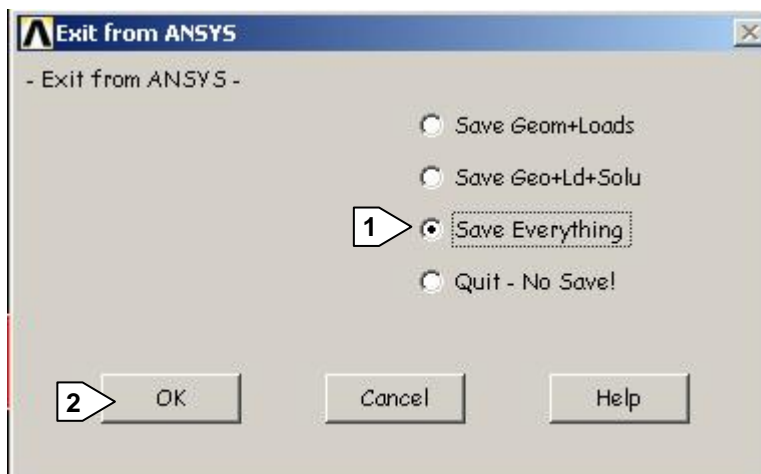 Exit from ANSYS
- Exit from ANSYS -
Save Geom+Loads
Save Geo+Ld+Solu
1
Save Everything
Quit - No Save!
2
OK
Cancel
Help